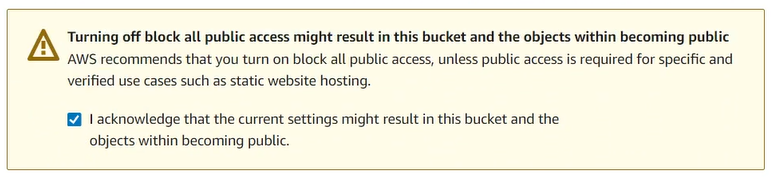 Turning off block all public access might result in this bucket and the objects within becoming public
AWS recommends that you turn on block all public access, unless public access is required for specific and
verified use cases such as static website hosting.
I acknowledge that the current settings might result in this bucket and the
objects within becoming public.